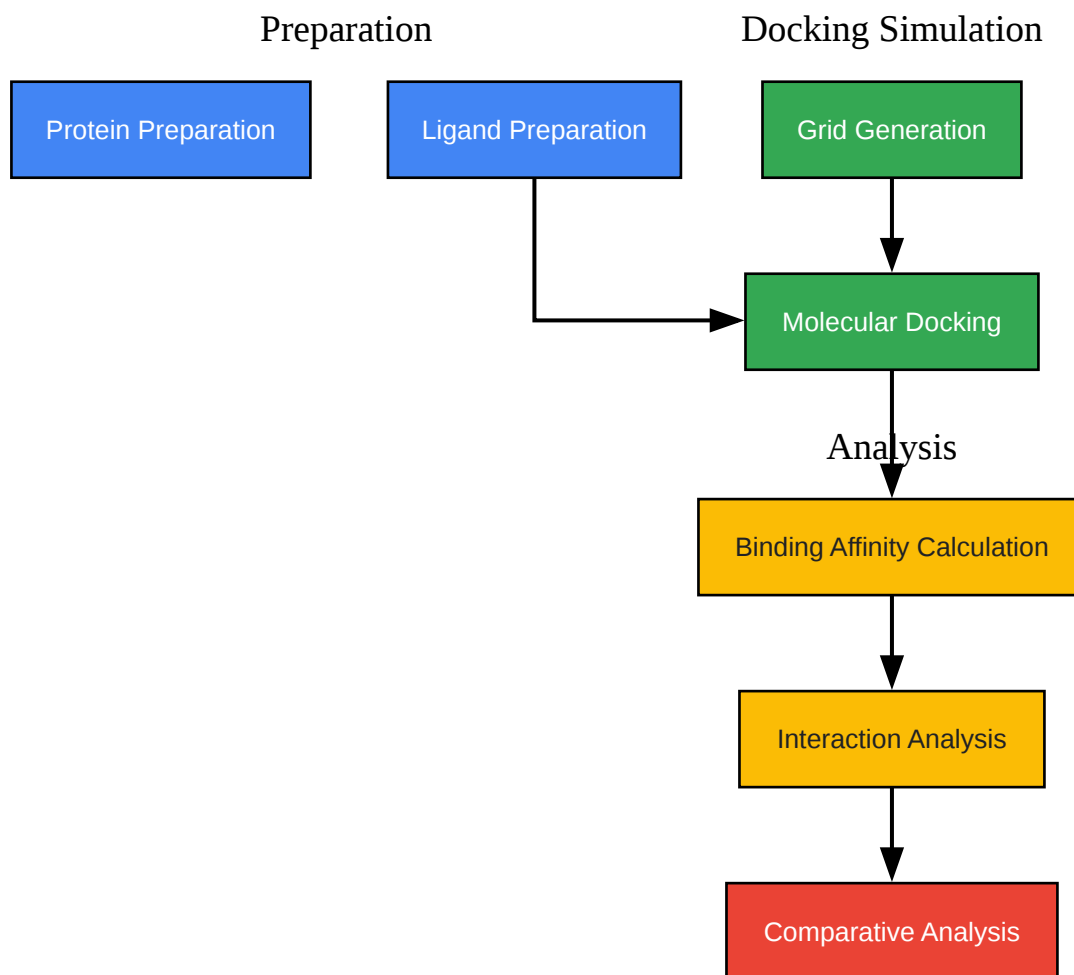 Preparation
Docking Simulation
Protein Preparation
Ligand Preparation
Grid Generation
Molecular Docking
Analysis
Binding Affinity Calculation
Interaction Analysis
Comparative Analysis